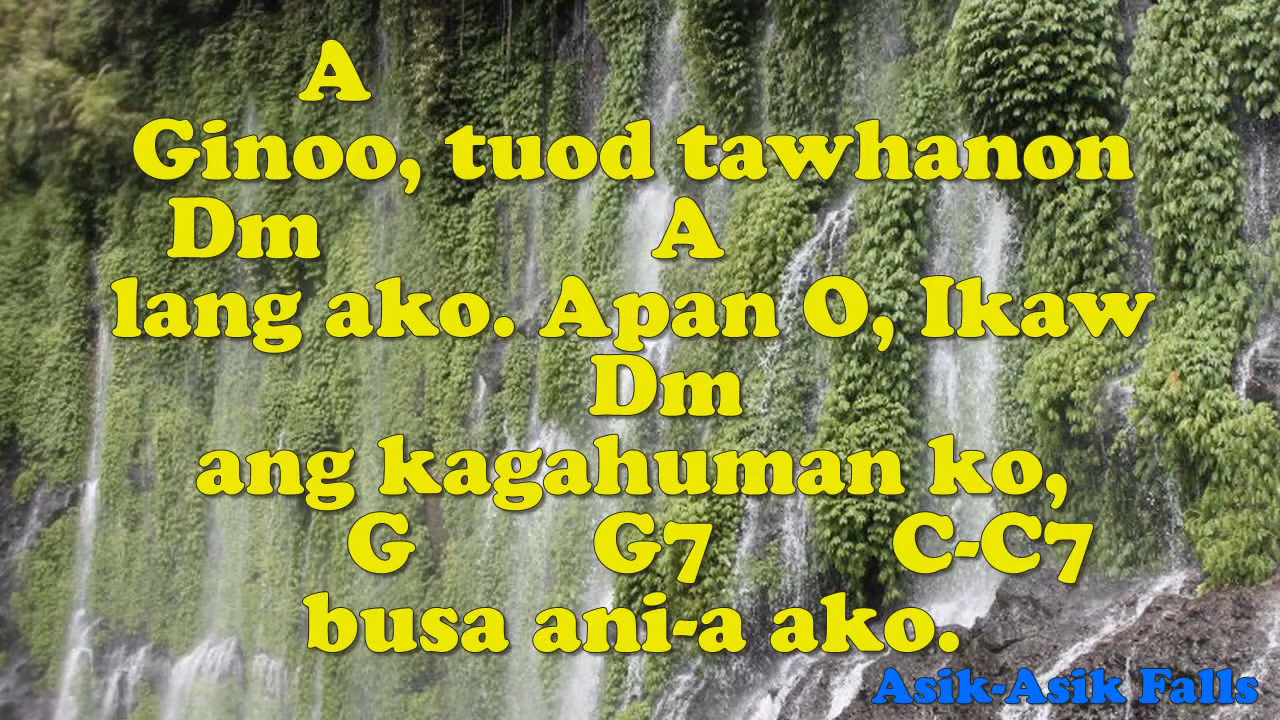 A
Ginoo, tuod tawhanon
Dm A
lang ako. Apan O, Ikaw
Dm
ang kagahuman ko,
G G7 C-C7
busa ani-a ako.
Asik-Asik Falls